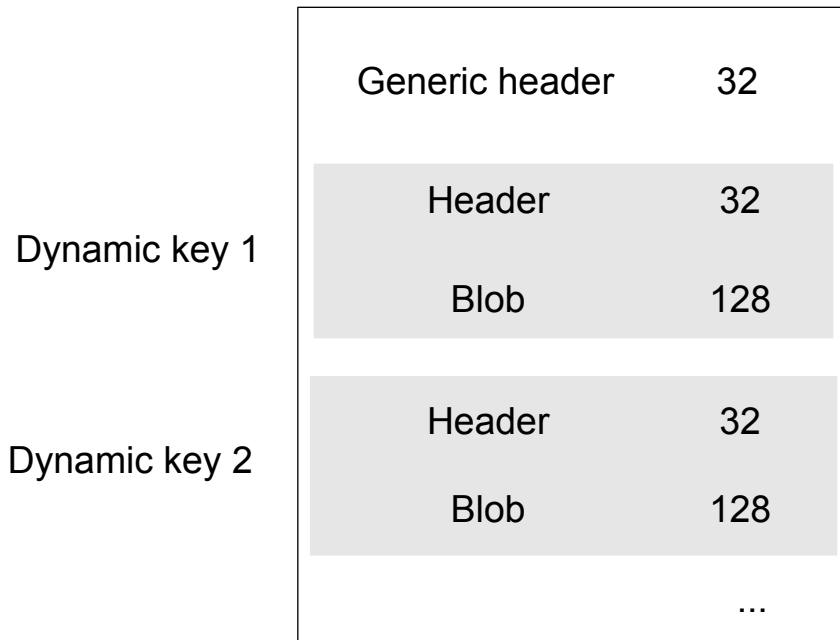 Generic header 32
Header 32
Dynamic key 1
Blob 128
Header 32
Dynamic key 2
Blob 128
...